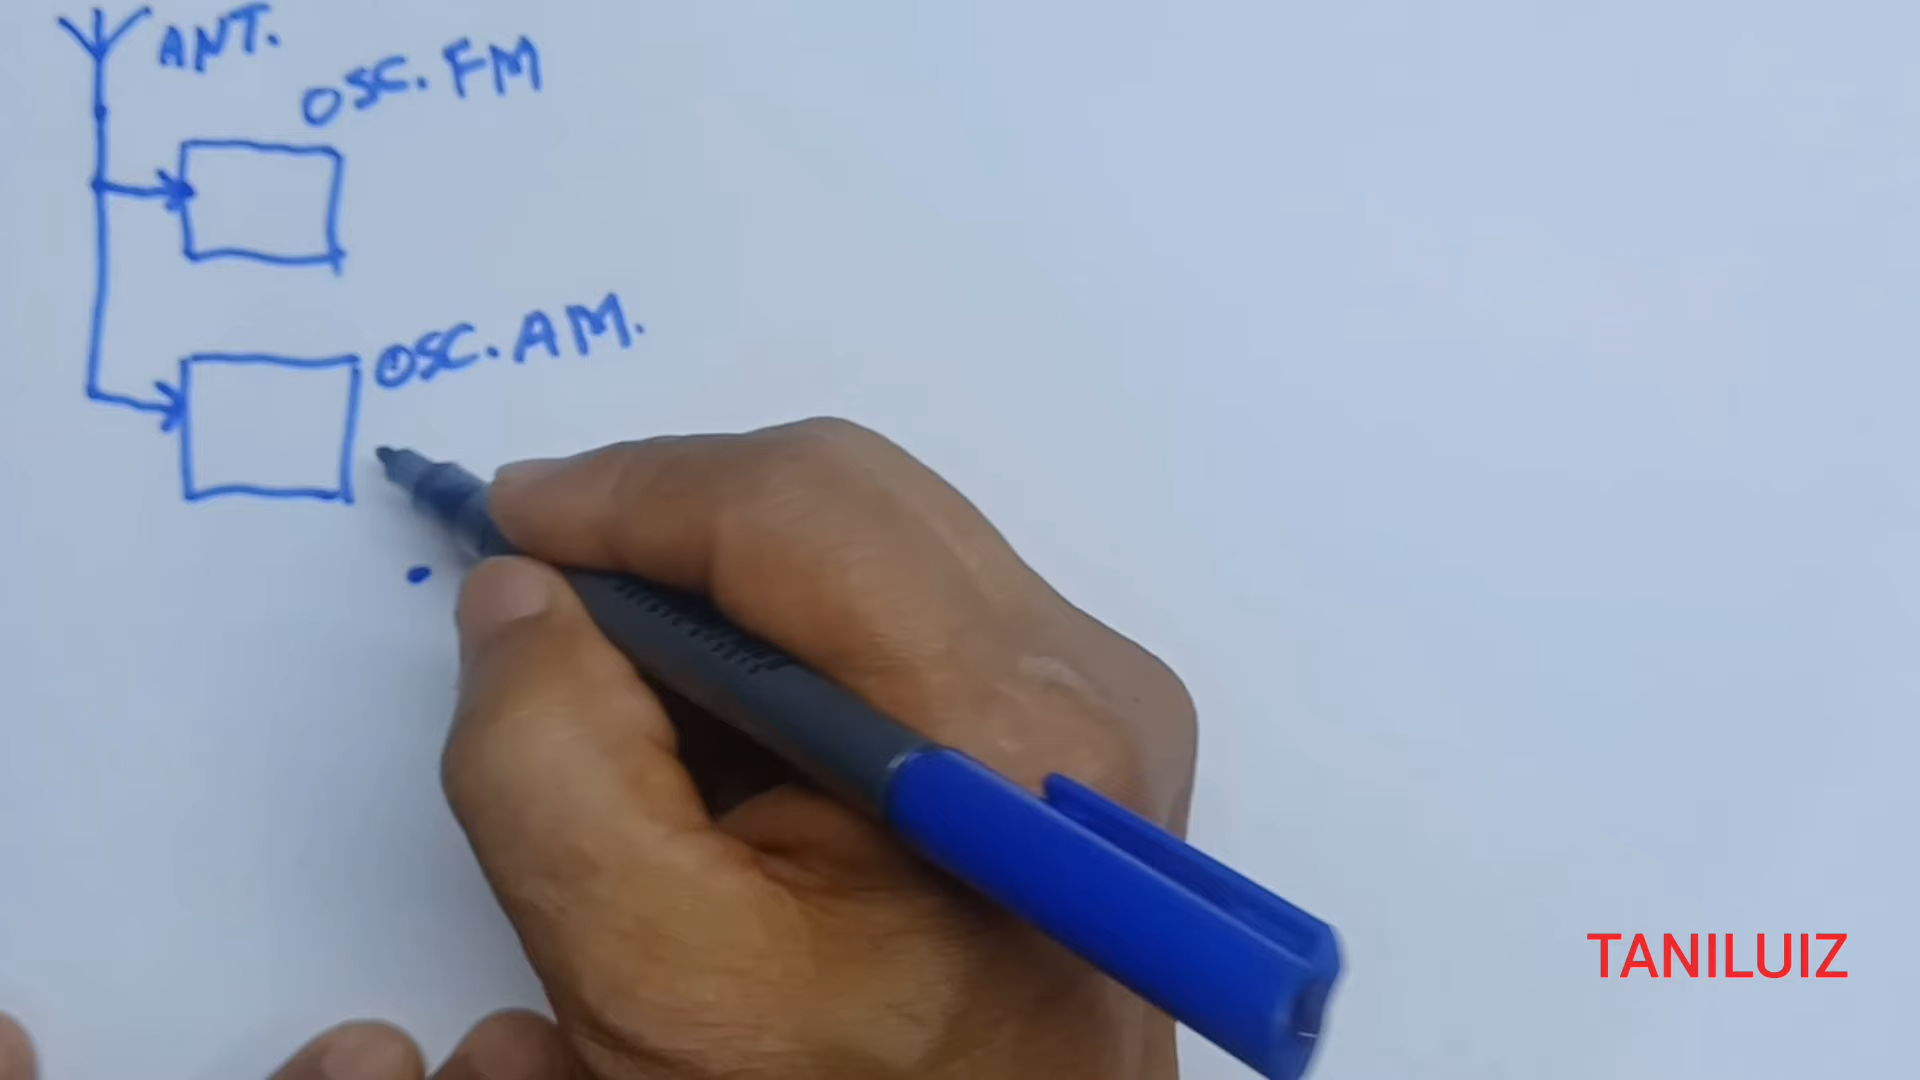 ANT.
OSC. FM
OSC. AM.
TANILUIZ